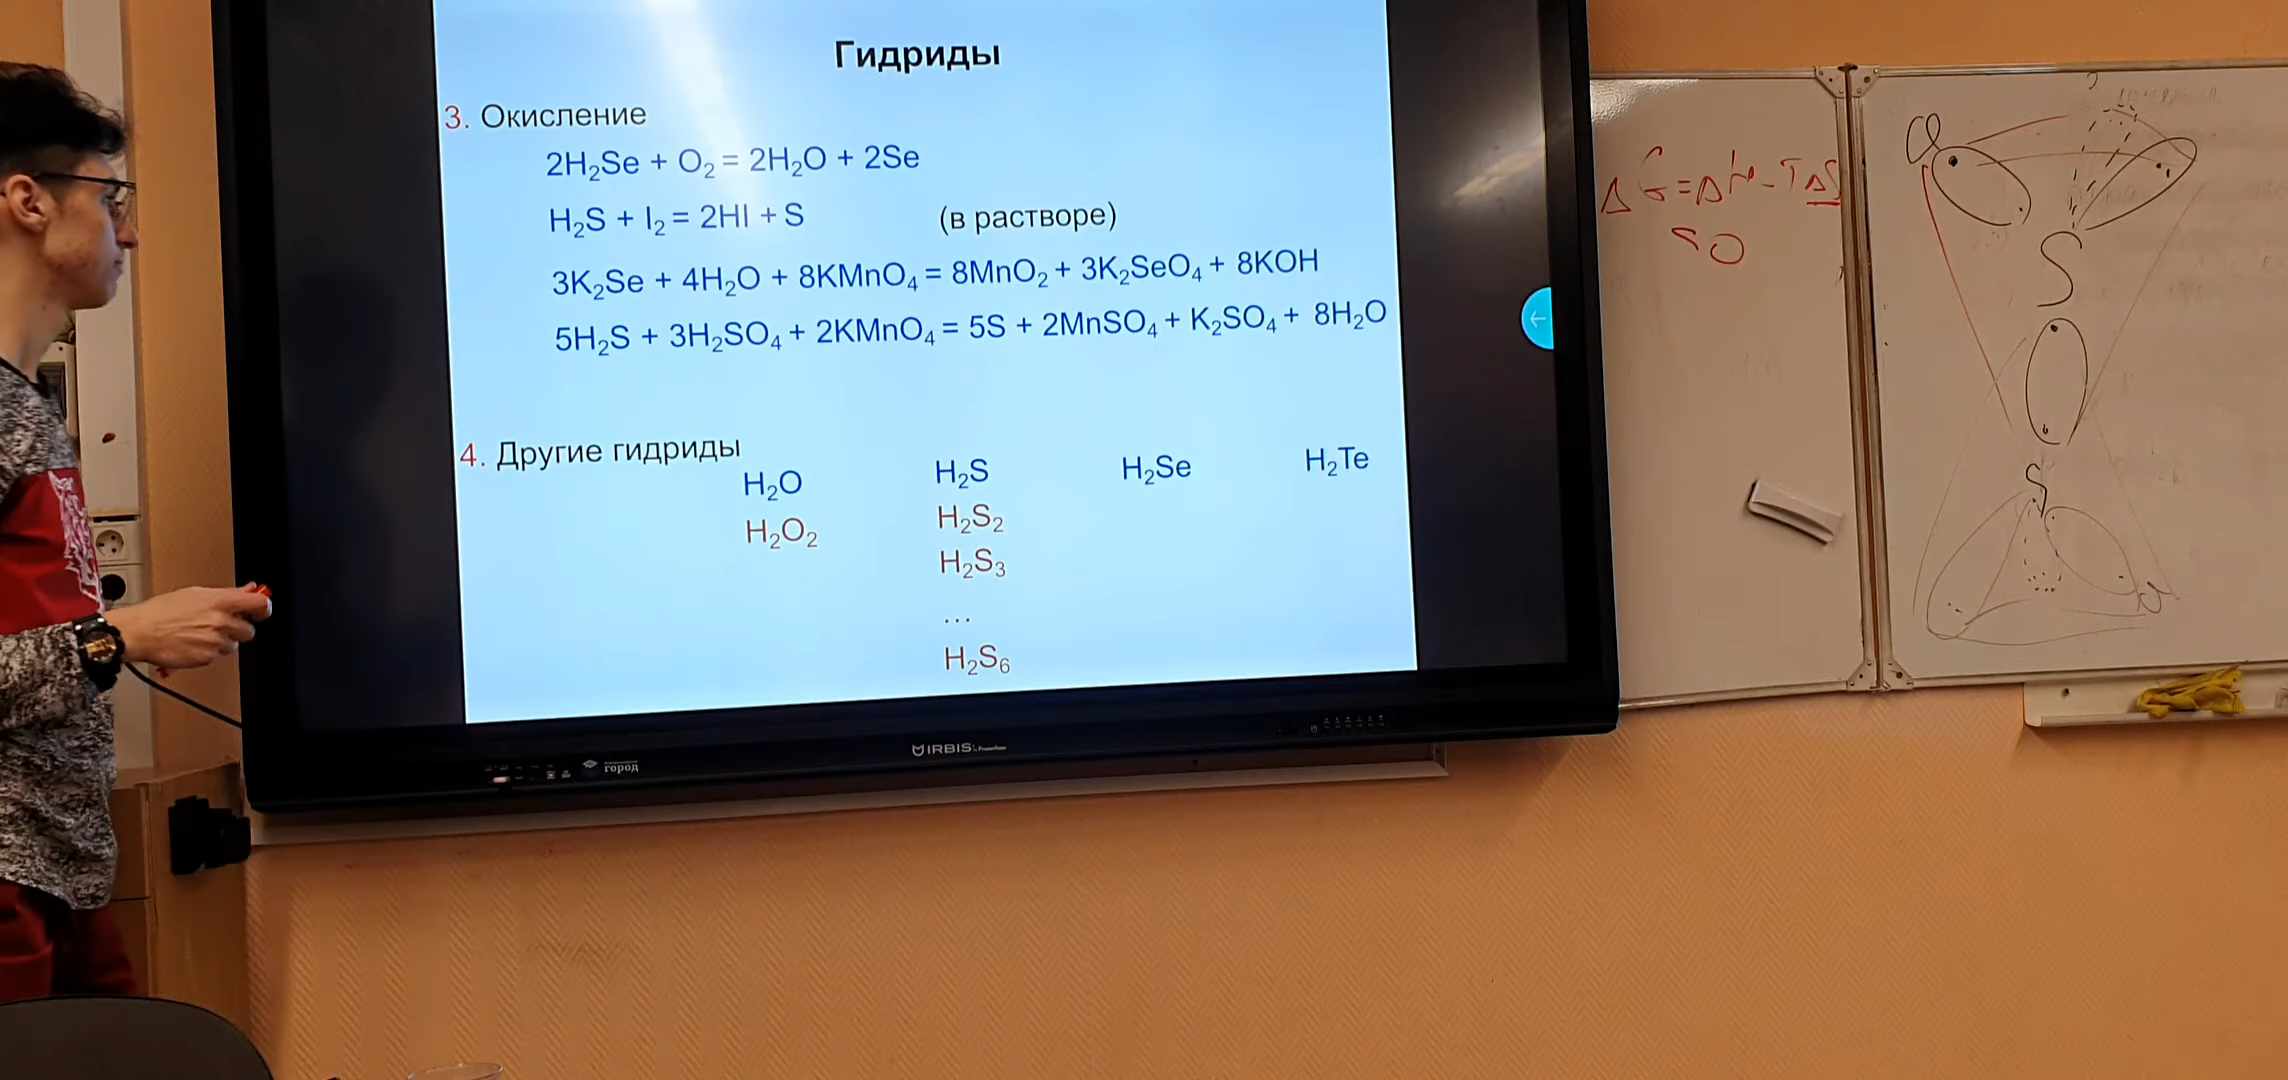 Гидриды
3. Окисление
2H₂Se + O₂ = 2H₂O + 2Se
H₂S + I₂ = 2HI + S (в растворе)
3K₂Se + 4H₂O + 8KMnO₄ = 8MnO₂ + 3K₂SeO₄ + 8KOH
5H₂S + 3H₂SO₄ + 2KMnO₄ = 5S + 2MnSO₄ + K₂SO₄ + 8H₂O
4. Другие гидриды
H₂O H₂S H₂Se H₂Te
H₂O₂ H₂S₂
H₂S₃
...
H₂S₆
IRBIS
город
ΔG = ΔH - TΔS
< O
Cl
S
S